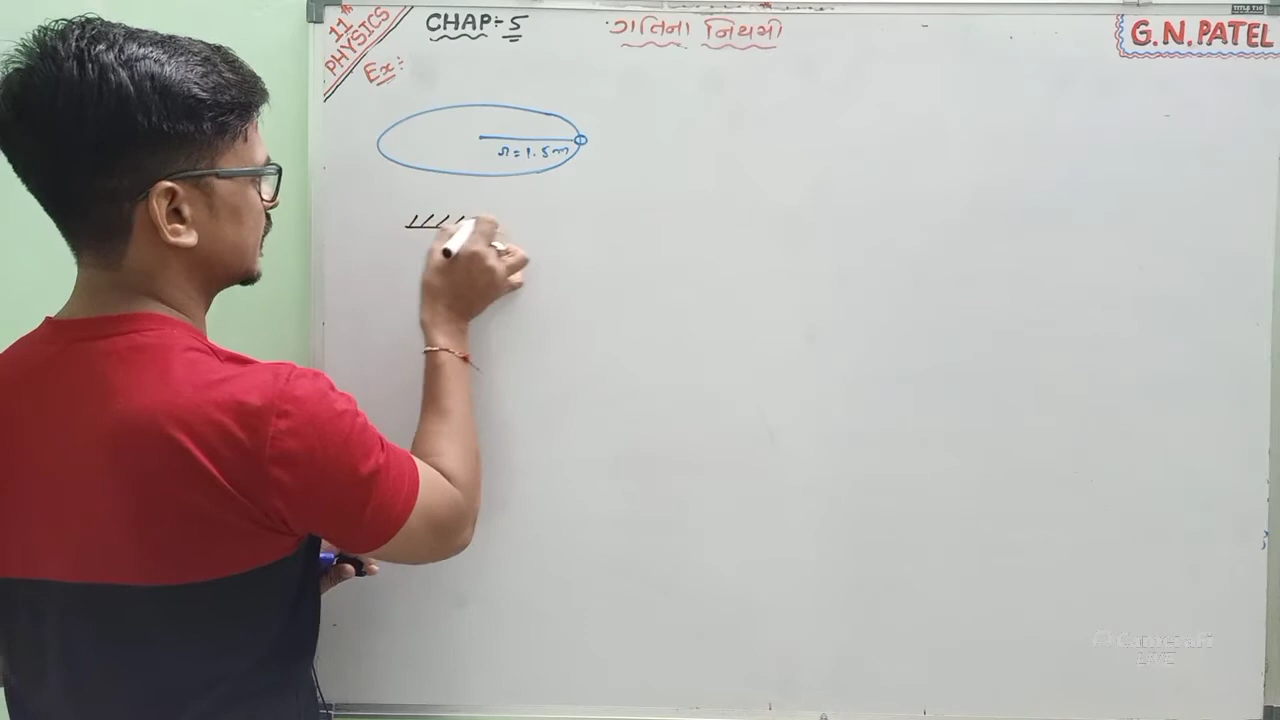 11th PHYSICS
CHAP:- 5
ગતિના નિયમો
G.N.PATEL
Ex:-
r = 1.5m